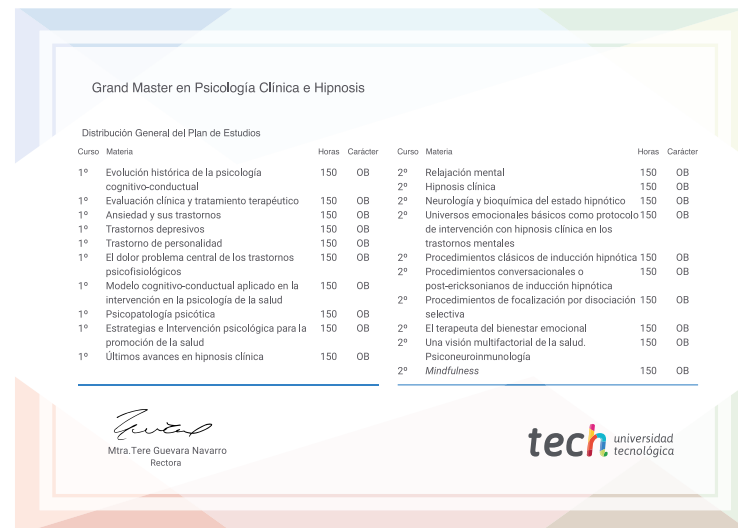 Grand Master en Psicología Clínica e Hipnosis
Distribución General del Plan de Estudios
Curso Materia Horas Carácter
1º Evolución histórica de la psicología 150 OB
cognitivo-conductual
1º Evaluación clínica y tratamiento terapéutico 150 OB
1º Ansiedad y sus trastornos 150 OB
1º Trastornos depresivos 150 OB
1º Trastorno de personalidad 150 OB
1º El dolor problema central de los trastornos 150 OB
psicofisiológicos
1º Modelo cognitivo-conductual aplicado en la 150 OB
intervención en la psicología de la salud
1º Psicopatología psicótica 150 OB
1º Estrategias e Intervención psicológica para la 150 OB
promoción de la salud
1º Últimos avances en hipnosis clínica 150 OB
Curso Materia Horas Carácter
2º Relajación mental 150 OB
2º Hipnosis clínica 150 OB
2º Neurología y bioquímica del estado hipnótico 150 OB
2º Universos emocionales básicos como protocolo 150 OB
de intervención con hipnosis clínica en los
trastornos mentales
2º Procedimientos clásicos de inducción hipnótica 150 OB
2º Procedimientos conversacionales o 150 OB
post-ericksonianos de inducción hipnótica
2º Procedimientos de focalización por disociación 150 OB
selectiva
2º El terapeuta del bienestar emocional 150 OB
2º Una visión multifactorial de la salud. 150 OB
Psiconeuroinmunología
2º Mindfulness 150 OB
Mtra.Tere Guevara Navarro
Rectora
tech universidad
tecnológica